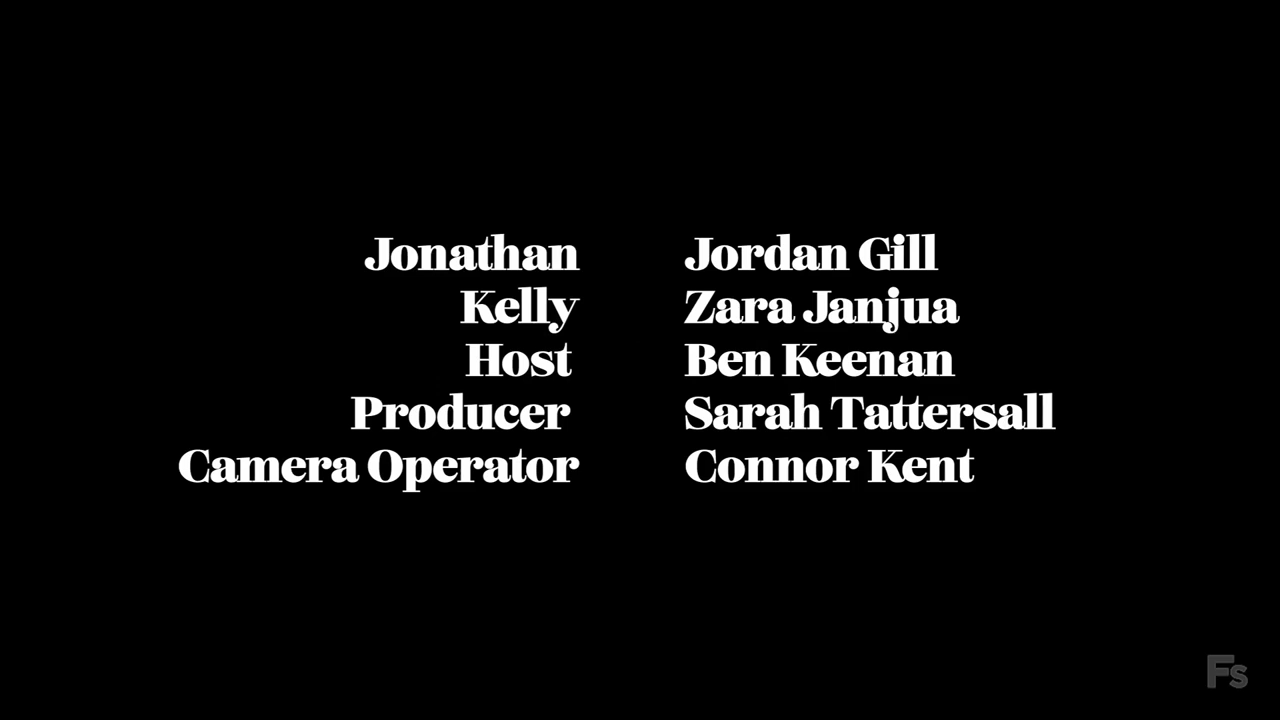 Jonathan Jordan Gill
Kelly Zara Janjua
Host Ben Keenan
Producer Sarah Tattersall
Camera Operator Connor Kent
Fs